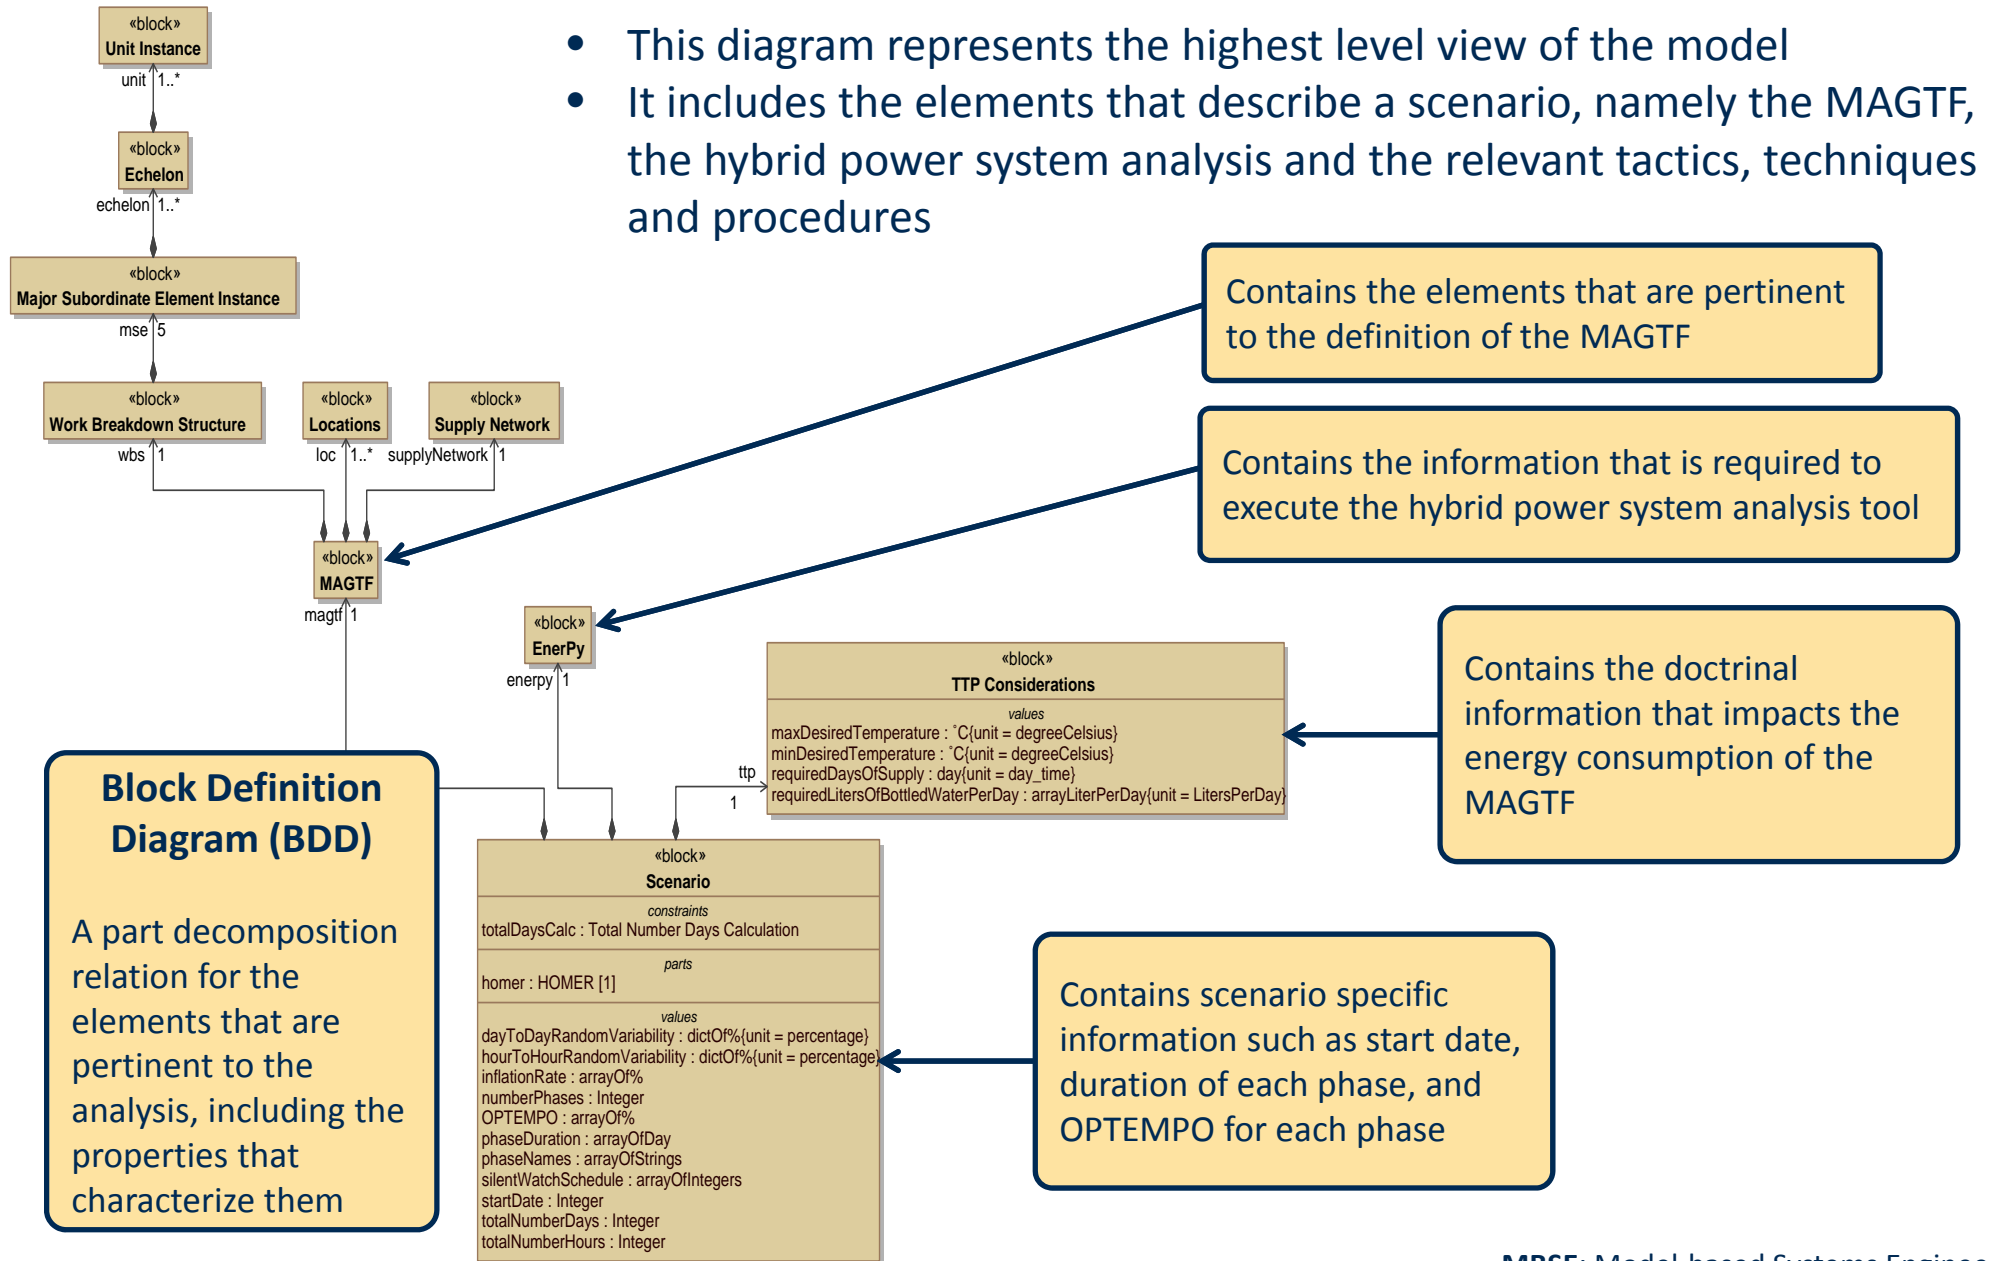 • This diagram represents the highest level view of the model
• It includes the elements that describe a scenario, namely the MAGTF,
the hybrid power system analysis and the relevant tactics, techniques
and procedures
«block»
Unit Instance
unit 1..*
«block»
Echelon
echelon 1..*
«block»
Major Subordinate Element Instance
mse 5
«block»
Work Breakdown Structure
wbs 1
«block»
Locations
loc 1..*
«block»
Supply Network
supplyNetwork 1
«block»
MAGTF
magtf 1
«block»
EnerPy
enerpy 1
«block»
TTP Considerations
values
maxDesiredTemperature : ˚C{unit = degreeCelsius}
minDesiredTemperature : ˚C{unit = degreeCelsius}
requiredDaysOfSupply : day{unit = day_time}
requiredLitersOfBottledWaterPerDay : arrayLiterPerDay{unit = LitersPerDay}
ttp
1
«block»
Scenario
constraints
totalDaysCalc : Total Number Days Calculation
parts
homer : HOMER [1]
values
dayToDayRandomVariability : dictOf%{unit = percentage}
hourToHourRandomVariability : dictOf%{unit = percentage}
inflationRate : arrayOf%
numberPhases : Integer
OPTEMPO : arrayOf%
phaseDuration : arrayOfDay
phaseNames : arrayOfStrings
silentWatchSchedule : arrayOfIntegers
startDate : Integer
totalNumberDays : Integer
totalNumberHours : Integer
Contains the elements that are pertinent
to the definition of the MAGTF
Contains the information that is required to
execute the hybrid power system analysis tool
Contains the doctrinal
information that impacts the
energy consumption of the
MAGTF
Contains scenario specific
information such as start date,
duration of each phase, and
OPTEMPO for each phase
Block Definition
Diagram (BDD)
A part decomposition
relation for the
elements that are
pertinent to the
analysis, including the
properties that
characterize them
MBSE: Model-based Systems